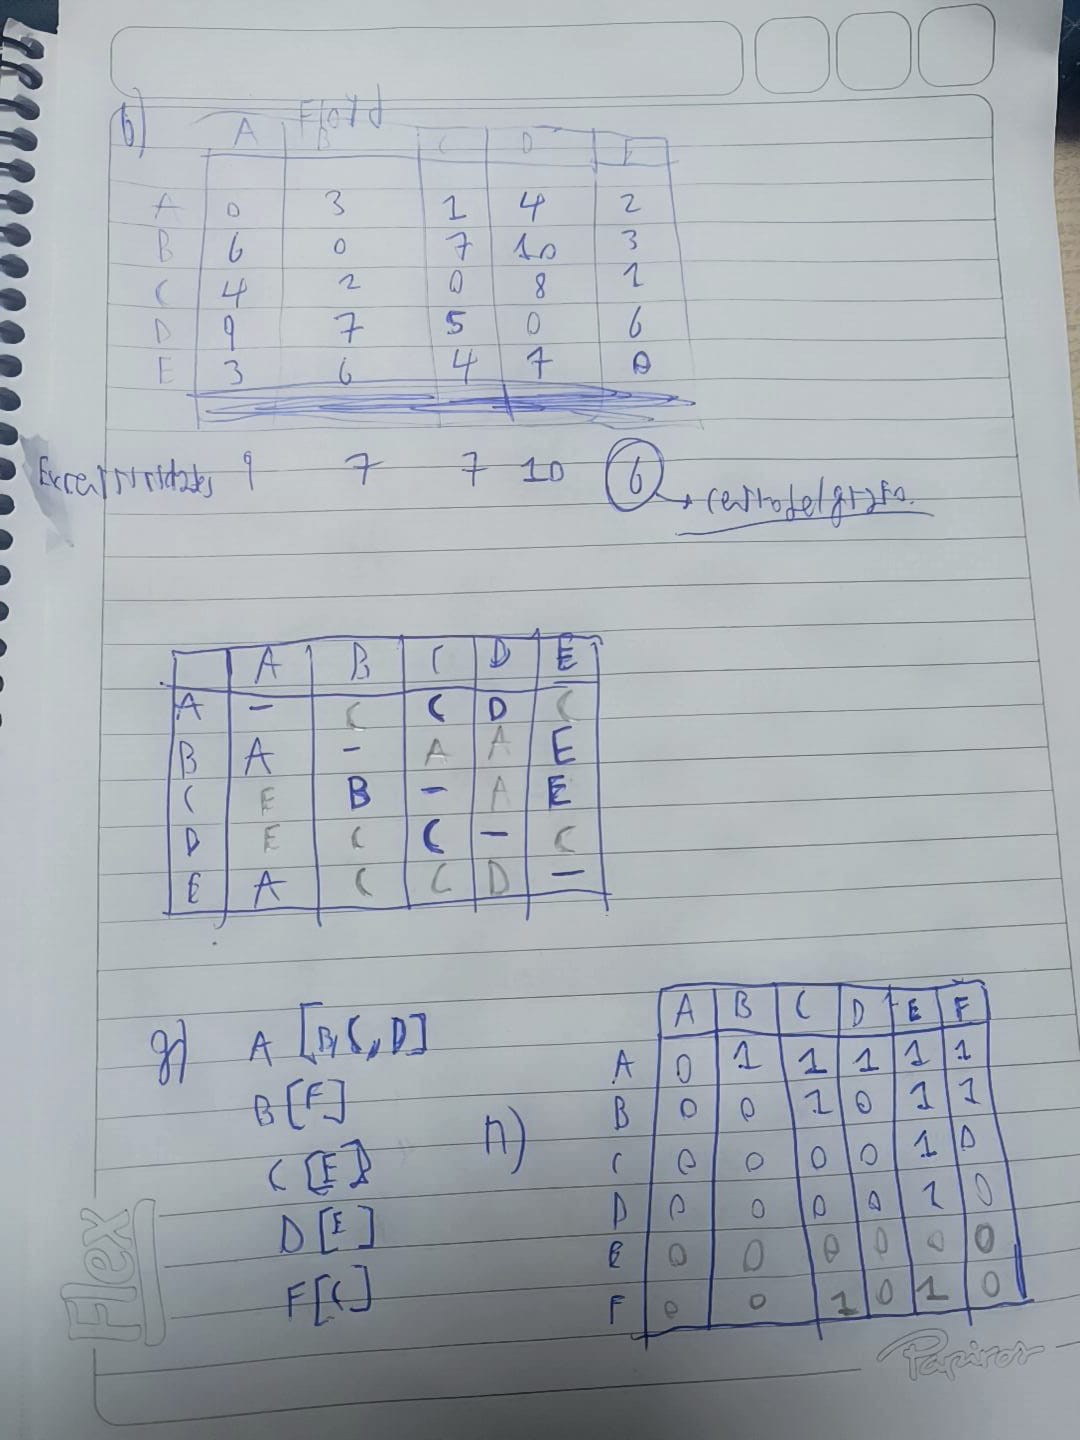 b) Floyd
A B C D E
A 0 3 1 4 2
B 6 0 7 10 3
C 4 2 0 8 1
D 9 7 5 0 6
E 3 6 4 7 0
9 7 7 10 6 → centro del grafo.
A B C D E
A - C C D C
B A - A A E
C E B - A E
D E C C - C
E A C C D -
g) A [B, C, D]
B [F]
C [E]
D [E]
F [C]
h)
A B C D E F
A 0 1 1 1 1 1
B 0 0 1 0 1 1
C 0 0 0 0 1 0
D 0 0 0 0 1 0
E 0 0 0 0 0 0
F 0 0 1 0 1 0
Flex
Papiros